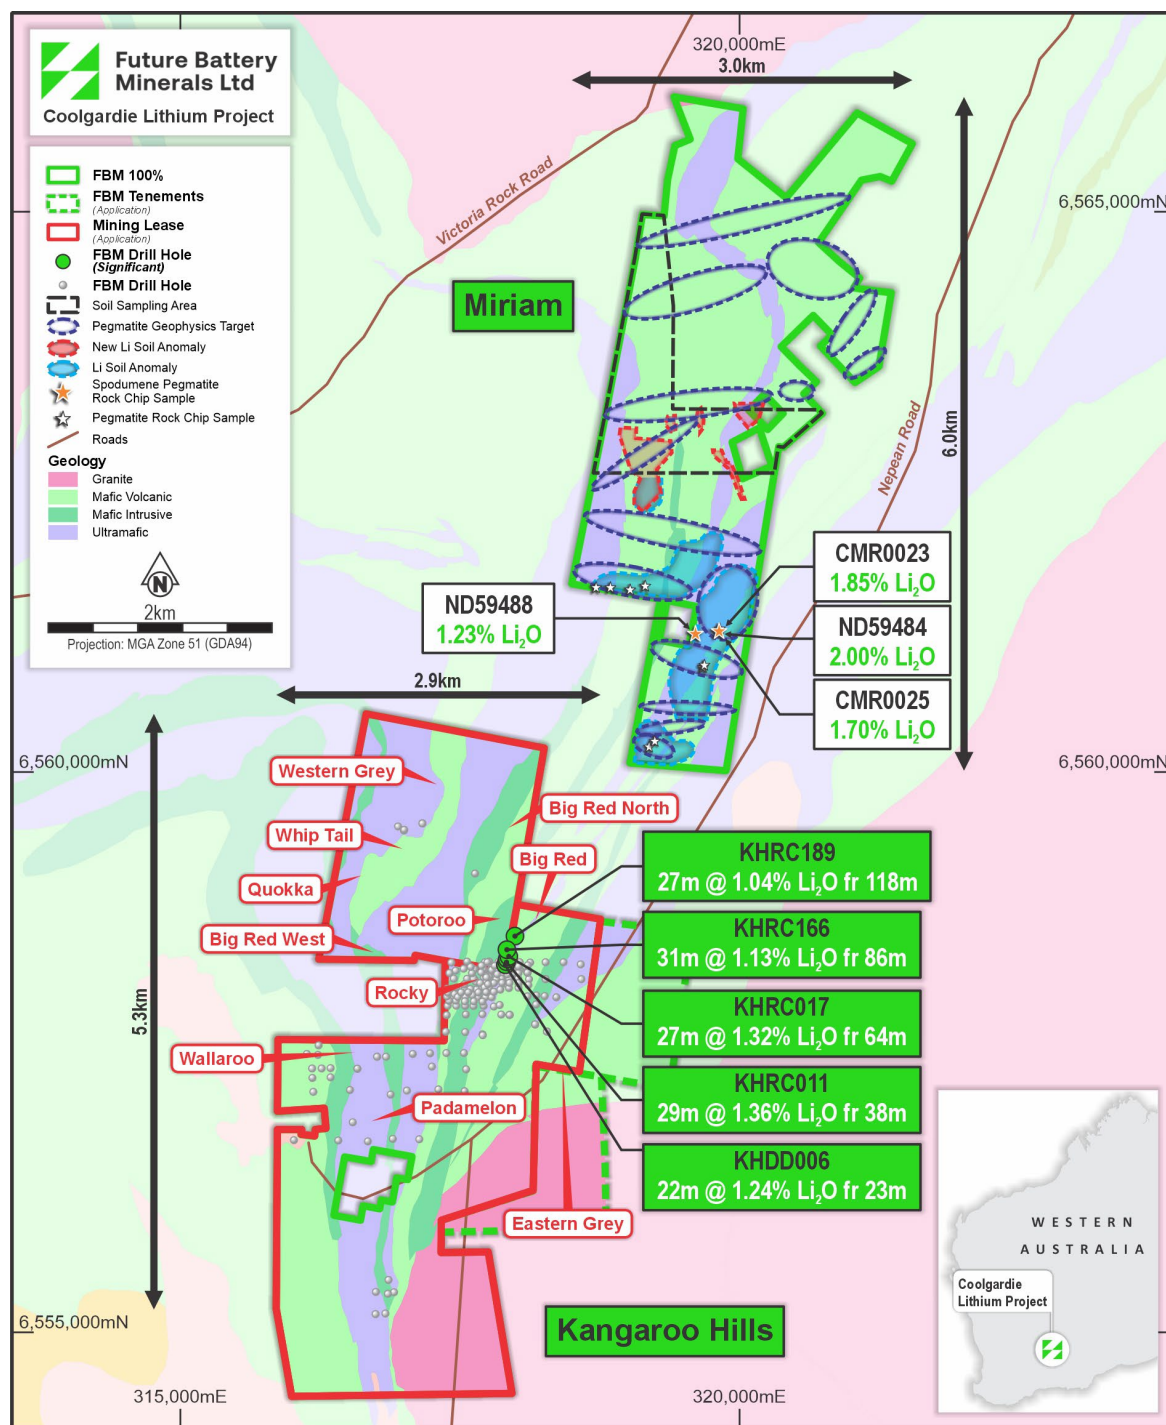 Future Battery
Minerals Ltd
Coolgardie Lithium Project
FBM 100%
FBM Tenements
(Application)
Mining Lease
(Application)
FBM Drill Hole
(Significant)
FBM Drill Hole
Soil Sampling Area
Pegmatite Geophysics Target
New Li Soil Anomaly
Li Soil Anomaly
Spodumene Pegmatite
Rock Chip Sample
Pegmatite Rock Chip Sample
Roads
Geology
Granite
Mafic Volcanic
Mafic Intrusive
Ultramafic
N
2km
Projection: MGA Zone 51 (GDA94)
320,000mE
3.0km
Victoria Rock Road
6,565,000mN
Miriam
6.0km
Nepean Road
CMR0023
1.85% Li₂O
ND59488
1.23% Li₂O
ND59484
2.00% Li₂O
CMR0025
1.70% Li₂O
2.9km
6,560,000mN
6,560,000mN
Western Grey
Big Red North
Whip Tail
Big Red
Quokka
Potoroo
Big Red West
Rocky
5.3km
Wallaroo
Padamelon
Eastern Grey
KHRC189
27m @ 1.04% Li₂O fr 118m
KHRC166
31m @ 1.13% Li₂O fr 86m
KHRC017
27m @ 1.32% Li₂O fr 64m
KHRC011
29m @ 1.36% Li₂O fr 38m
KHDD006
22m @ 1.24% Li₂O fr 23m
6,555,000mN
Kangaroo Hills
315,000mE
320,000mE
WESTERN
AUSTRALIA
Coolgardie
Lithium Project